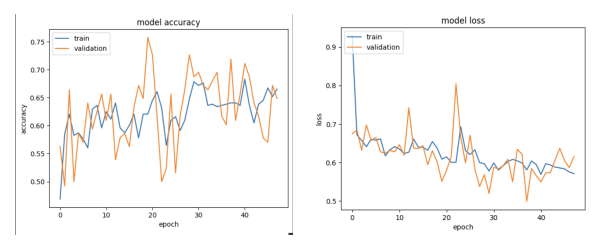 model accuracy
train
validation
0.75
0.70
0.65
0.60
0.55
0.50
accuracy
0
10
20
30
40
epoch
model loss
train
validation
0.9
0.8
0.7
0.6
0.5
loss
0
10
20
30
40
epoch